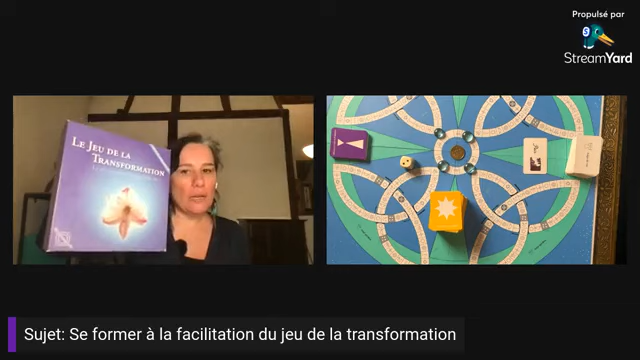 Propulsé par
StreamYard
LE JEU DE LA
TRANSFORMATION
Sujet: Se former à la facilitation du jeu de la transformation